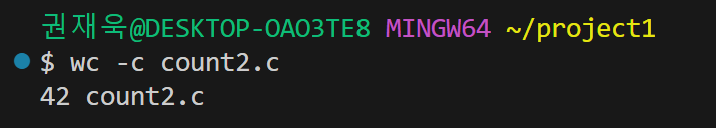 권재욱@DESKTOP-OAO3TE8 MINGW64 ~/project1
$ wc -c count2.c
42 count2.c